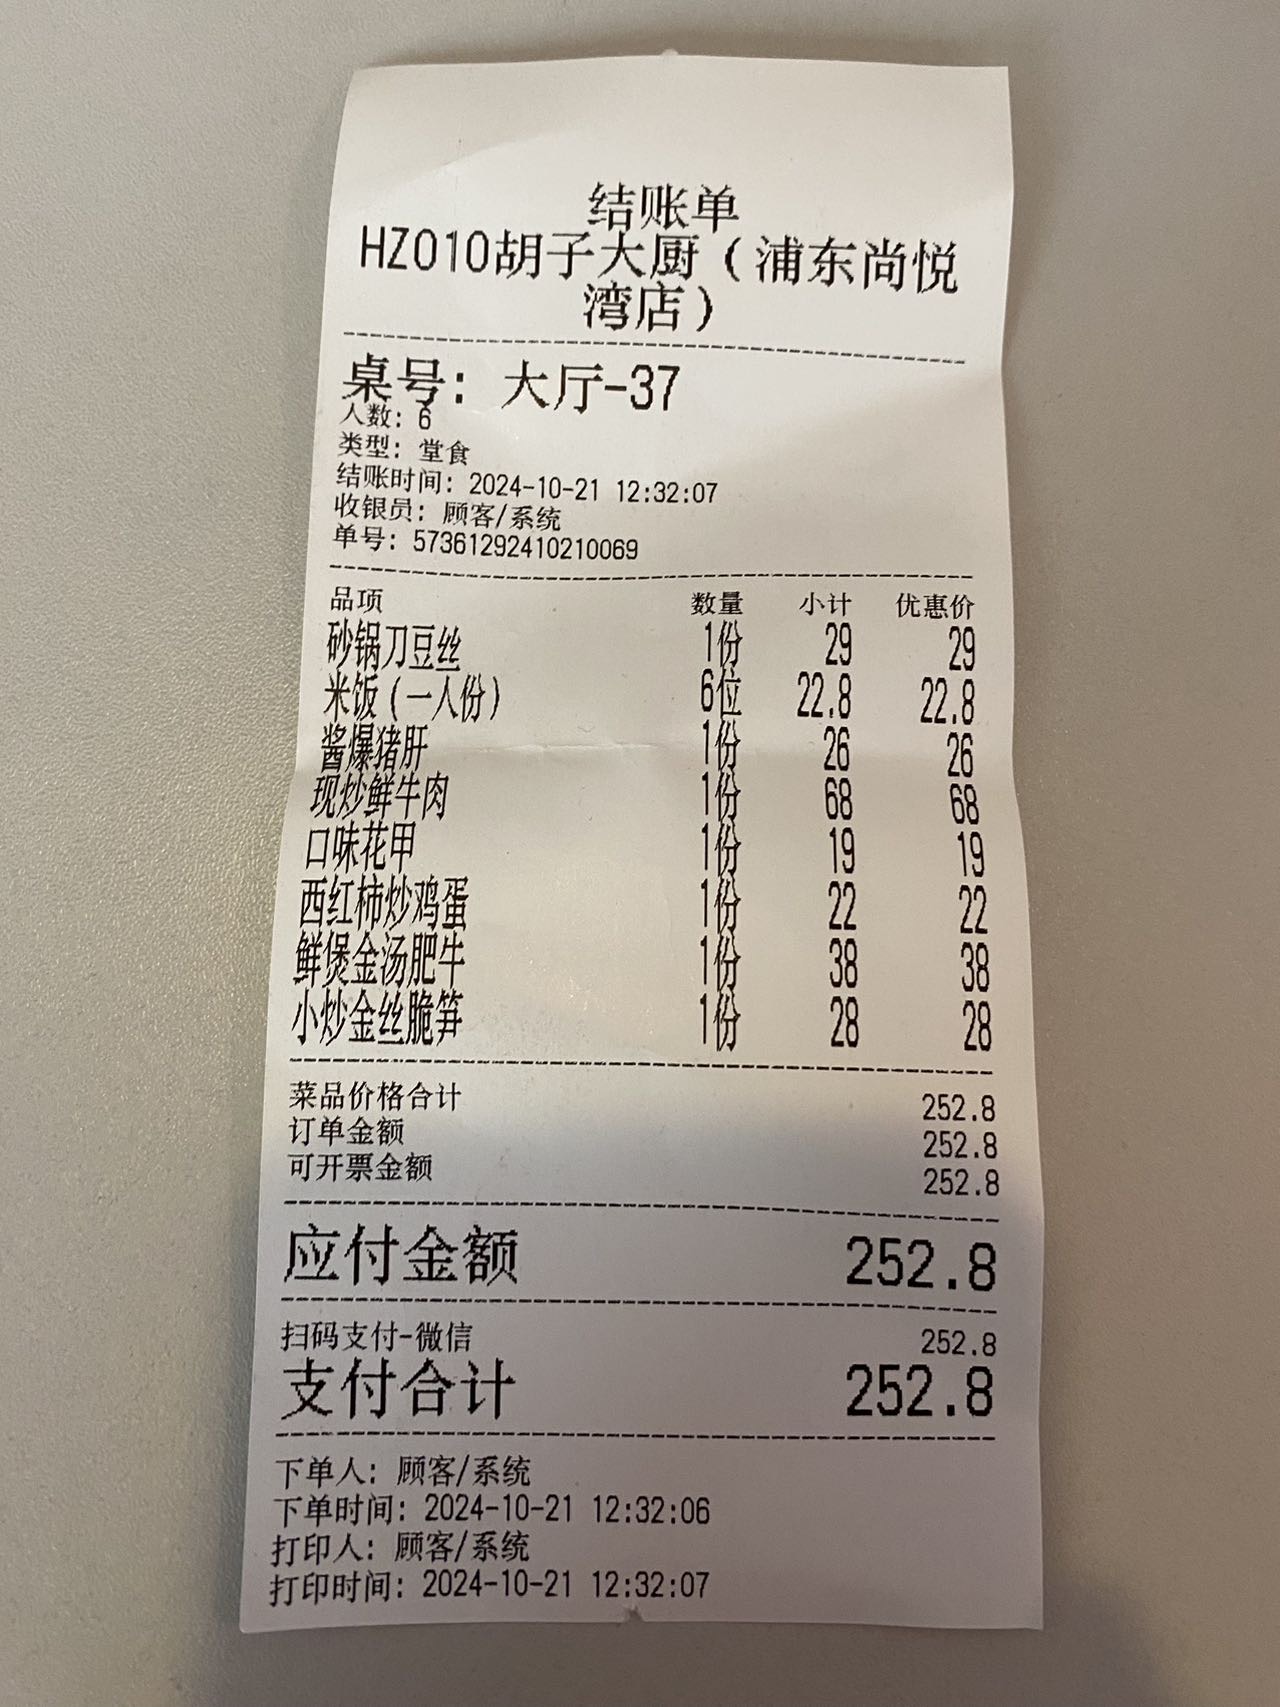 结账单
HZ010胡子大厨（浦东尚悦
湾店）
桌号：大厅-37
人数：6
类型：堂食
结账时间：2024-10-21 12:32:07
收银员：顾客/系统
单号：57361292410210069
品项 数量 小计 优惠价
砂锅刀豆丝 1份 29 29
米饭（一人份） 6位 22.8 22.8
酱爆猪肝 1份 26 26
现炒鲜牛肉 1份 68 68
口味花甲 1份 19 19
西红柿炒鸡蛋 1份 22 22
鲜煲金汤肥牛 1份 38 38
小炒金丝脆笋 1份 28 28
菜品价格合计 252.8
订单金额 252.8
可开票金额 252.8
应付金额 252.8
扫码支付-微信 252.8
支付合计 252.8
下单人：顾客/系统
下单时间：2024-10-21 12:32:06
打印人：顾客/系统
打印时间：2024-10-21 12:32:07